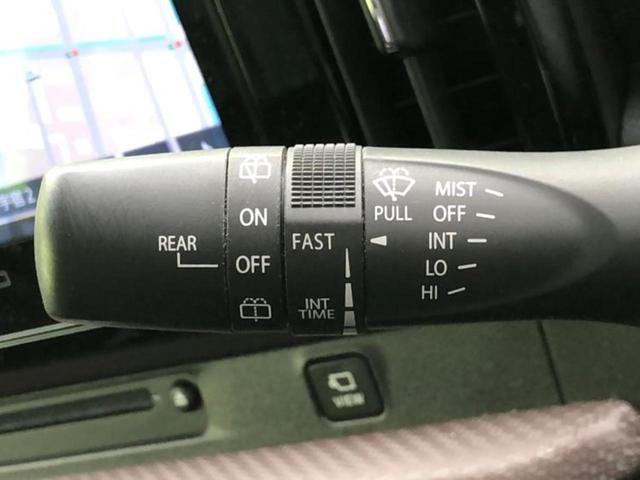 ON
REAR
OFF
FAST
INT
TIME
PULL
MIST
OFF
INT
LO
HI
VIEW